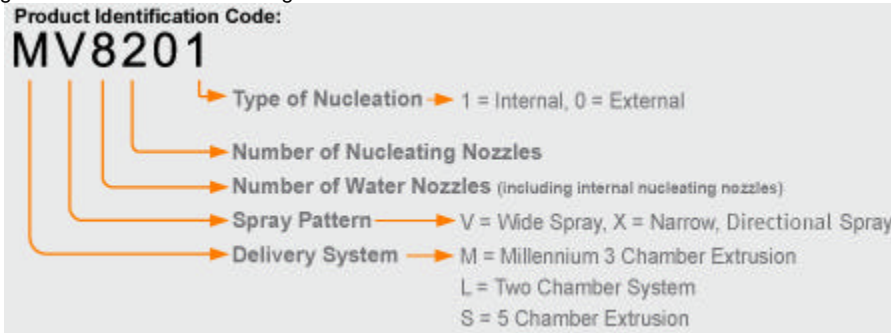 Product Identification Code:
MV8201
Type of Nucleation 1 = Internal, 0 = External
Number of Nucleating Nozzles
Number of Water Nozzles (including internal nucleating nozzles)
Spray Pattern V = Wide Spray, X = Narrow, Directional Spray
Delivery System M = Millennium 3 Chamber Extrusion
L = Two Chamber System
S = 5 Chamber Extrusion